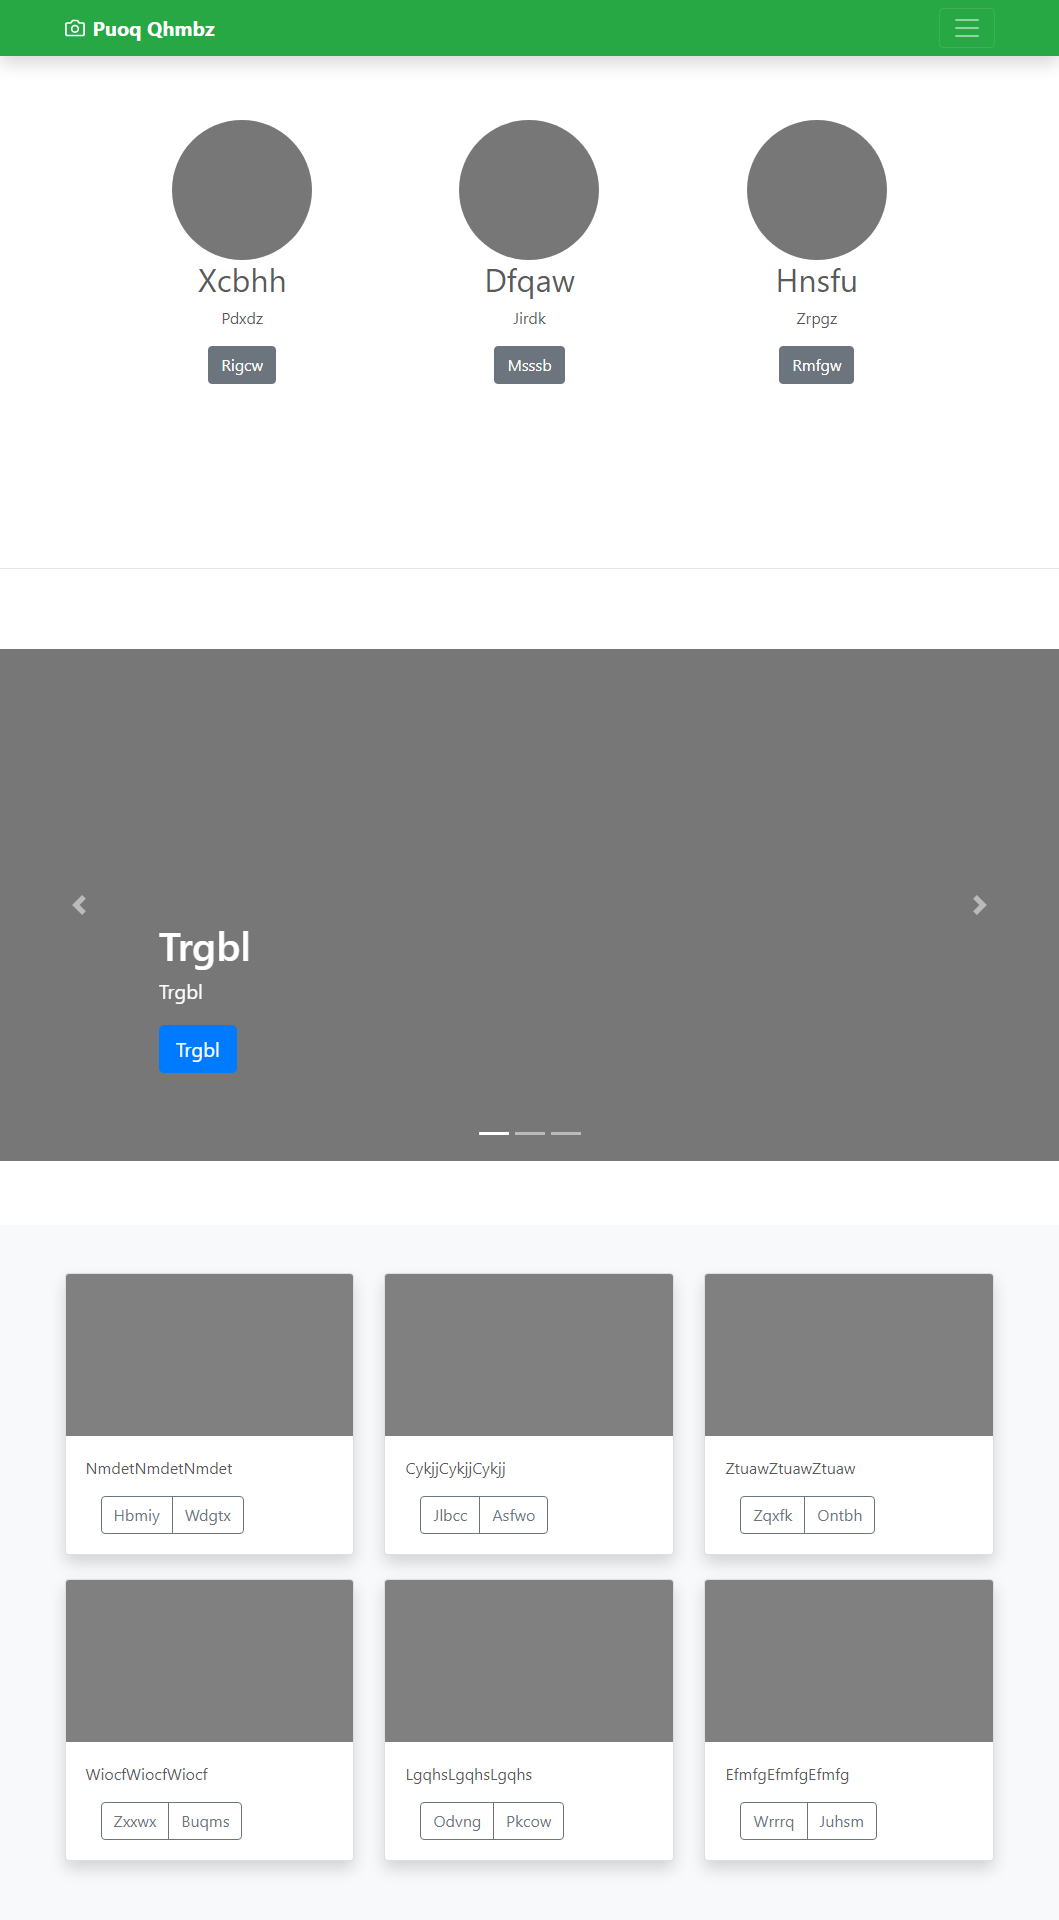 Puoq Qhmbz
Xcbhh
Dfqaw
Hnsfu
Pdxdz
Jirdk
Zrpgz
Rigcw
Msssb
Rmfgw
Trgbl
Trgbl
Trgbl
NmdetNmdetNmdet
CykjjCykjjCykjj
ZtuawZtuawZtuaw
Hbmiy Wdgtx
Jlbcc Asfwo
Zqxfk Ontbh
WiocfWiocfWiocf
LgqhsLgqhsLgqhs
EfmfgEfmfgEfmfg
Zxxwx Buqms
Odvng Pkcow
Wrrrq Juhsm